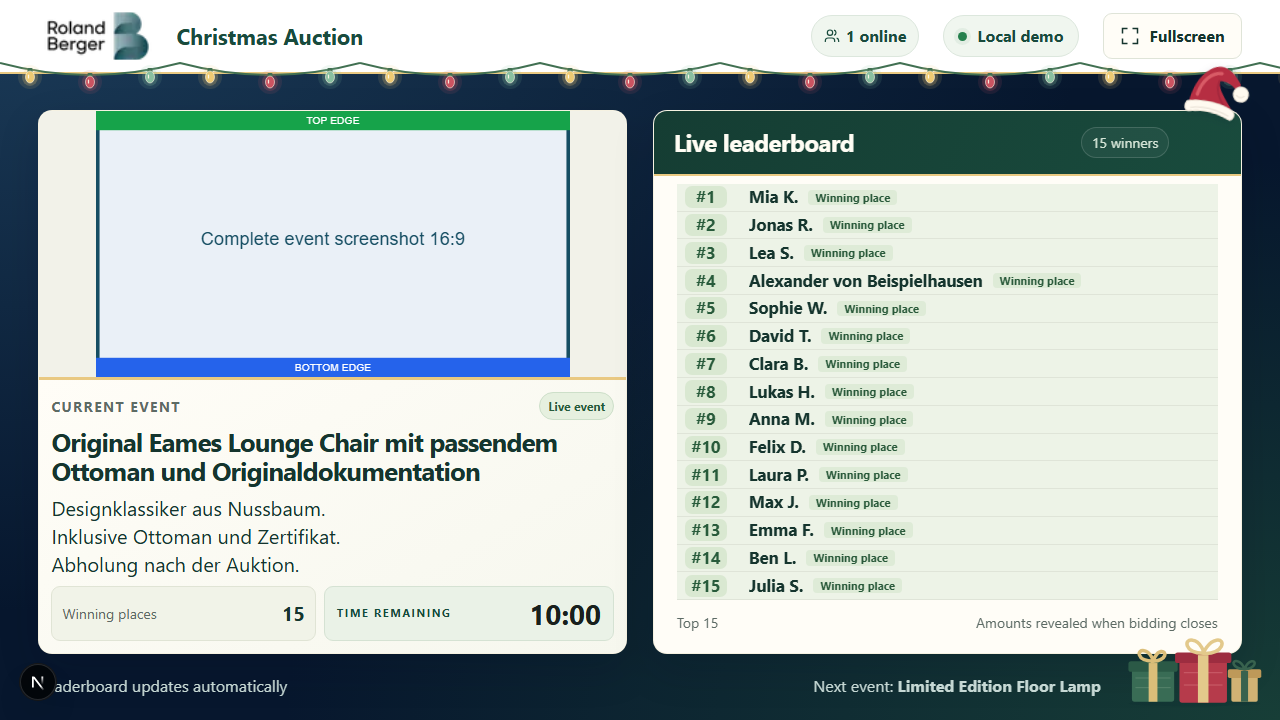 Roland
Berger
Christmas Auction
1 online
Local demo
Fullscreen
TOP EDGE
Complete event screenshot 16:9
BOTTOM EDGE
CURRENT EVENT
Live event
Original Eames Lounge Chair mit passendem
Ottoman und Originaldokumentation
Designklassiker aus Nussbaum.
Inklusive Ottoman und Zertifikat.
Abholung nach der Auktion.
Winning places 15
TIME REMAINING 10:00
Live leaderboard
15 winners
#1 Mia K. Winning place
#2 Jonas R. Winning place
#3 Lea S. Winning place
#4 Alexander von Beispielhausen Winning place
#5 Sophie W. Winning place
#6 David T. Winning place
#7 Clara B. Winning place
#8 Lukas H. Winning place
#9 Anna M. Winning place
#10 Felix D. Winning place
#11 Laura P. Winning place
#12 Max J. Winning place
#13 Emma F. Winning place
#14 Ben L. Winning place
#15 Julia S. Winning place
Top 15
Amounts revealed when bidding closes
N
aderboard updates automatically
Next event: Limited Edition Floor Lamp